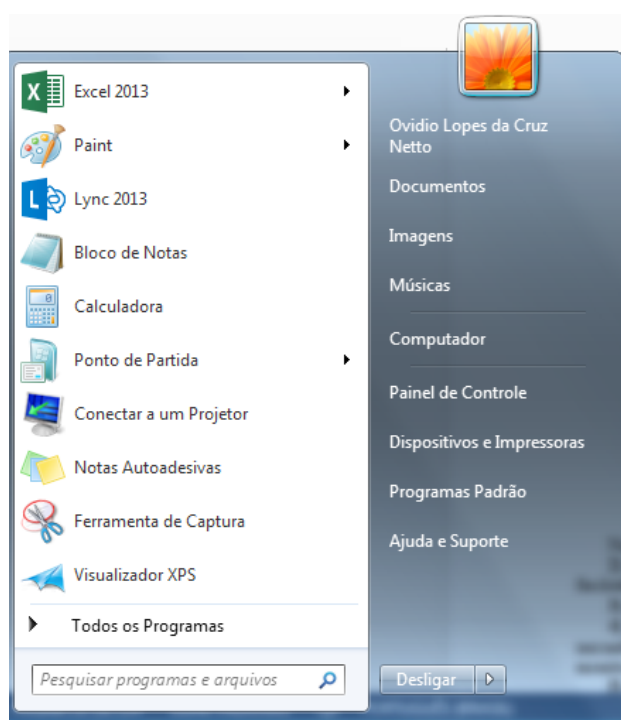 Excel 2013
Paint
Lync 2013
Bloco de Notas
Calculadora
Ponto de Partida
Conectar a um Projetor
Notas Autoadesivas
Ferramenta de Captura
Visualizador XPS
Todos os Programas
Pesquisar programas e arquivos
Ovidio Lopes da Cruz
Netto
Documentos
Imagens
Músicas
Computador
Painel de Controle
Dispositivos e Impressoras
Programas Padrão
Ajuda e Suporte
Desligar